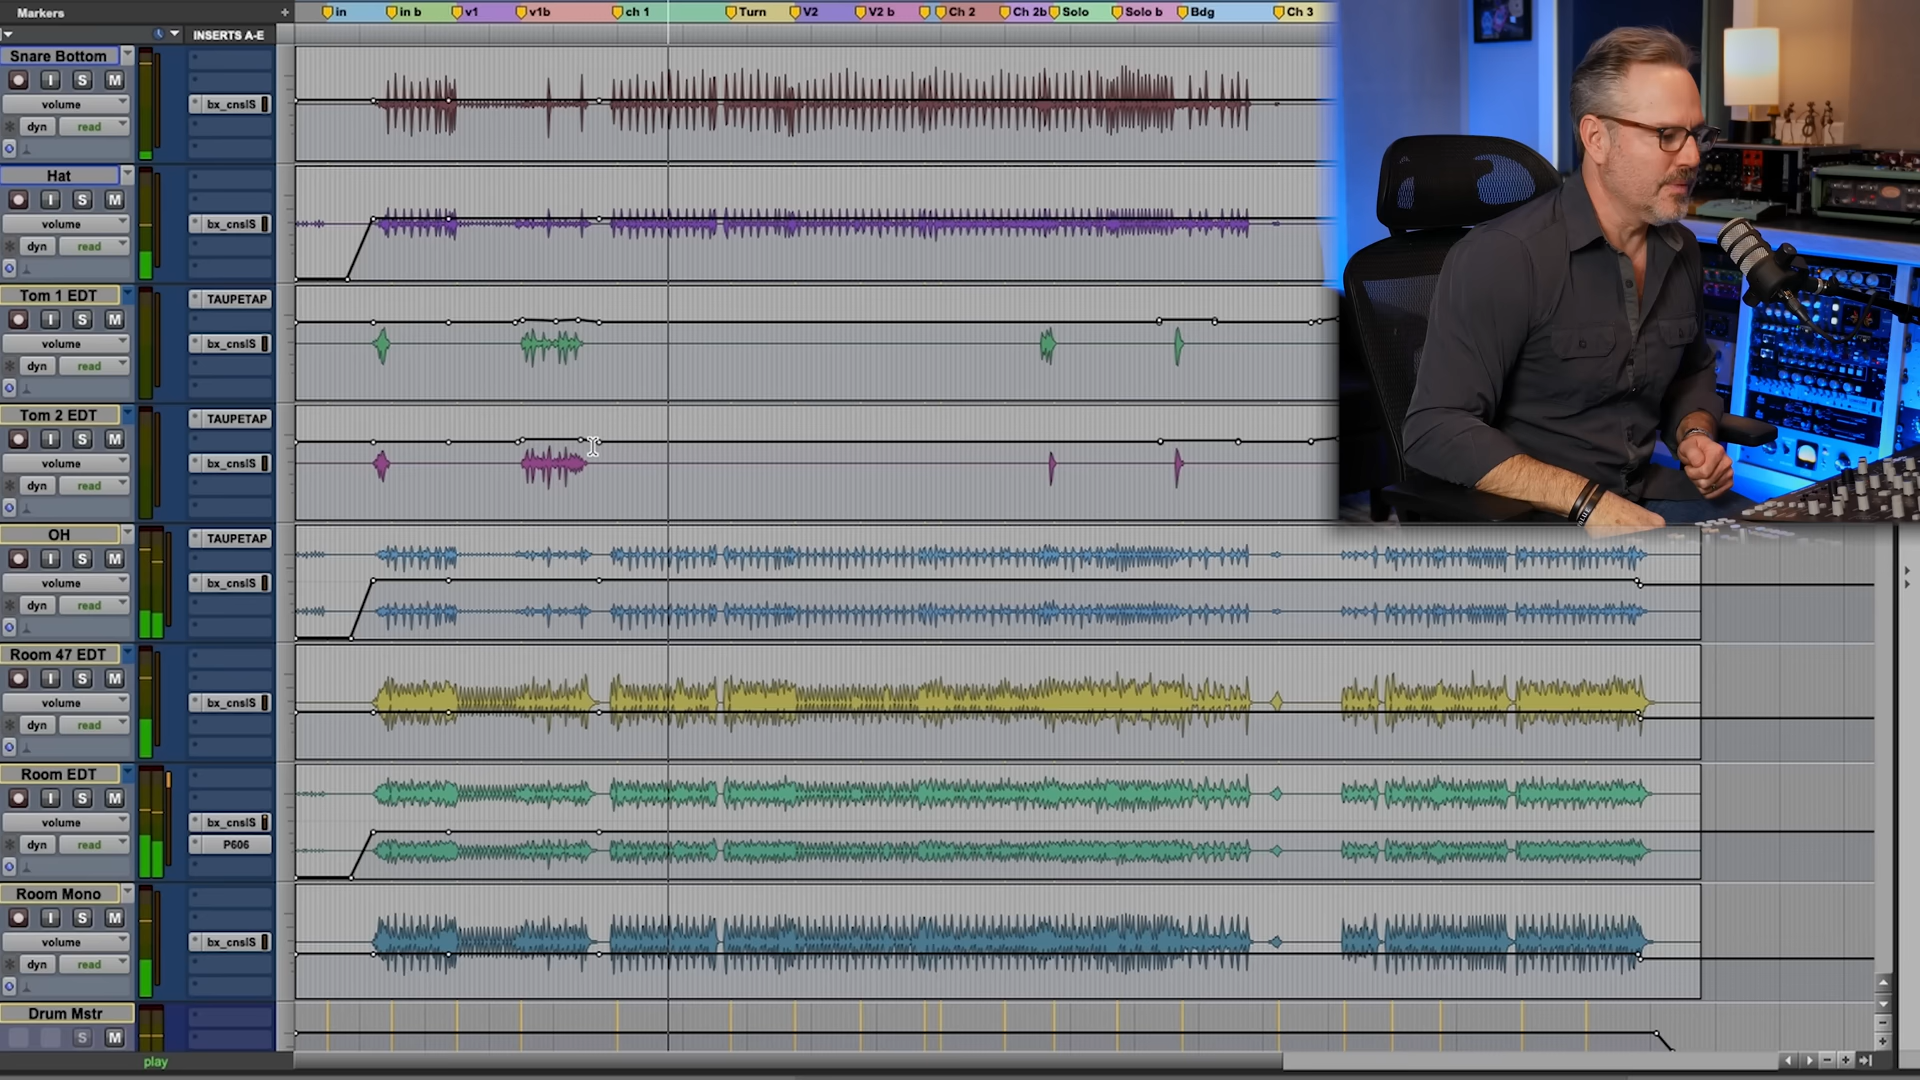 Markers
in
in b
v1
v1b
ch 1
Turn
V2
V2 b
Ch 2
Ch 2b
Solo
Solo b
Bdg
Ch 3
INSERTS A-E
Snare Bottom
I S M
volume
bx_cnslS
dyn read
Hat
I S M
volume
bx_cnslS
dyn read
Tom 1 EDT
TAUPETAP
I S M
volume
bx_cnslS
dyn read
Tom 2 EDT
TAUPETAP
I S M
volume
bx_cnslS
dyn read
OH
TAUPETAP
I S M
volume
bx_cnslS
dyn read
Room 47 EDT
I S M
volume
bx_cnslS
dyn read
Room EDT
I S M
volume
bx_cnslS
dyn read
P606
Room Mono
I S M
volume
bx_cnslS
dyn read
Drum Mstr
S M
play